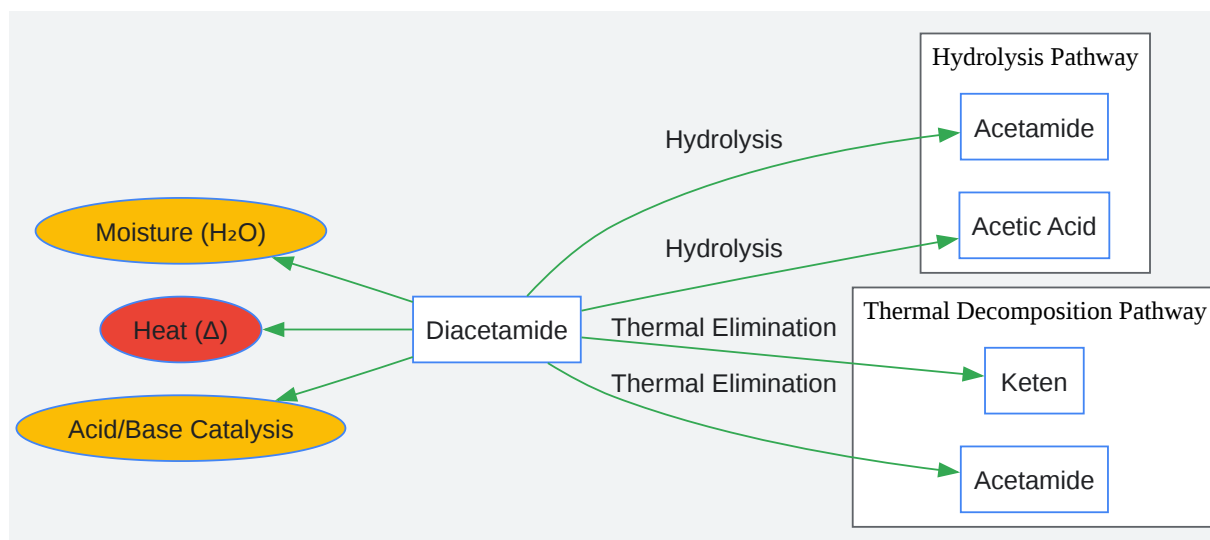 Hydrolysis Pathway
Acetamide
Hydrolysis
Acetic Acid
Hydrolysis
Moisture (H₂O)
Heat (Δ)
Acid/Base Catalysis
Diacetamide
Thermal Decomposition Pathway
Thermal Elimination
Keten
Thermal Elimination
Acetamide